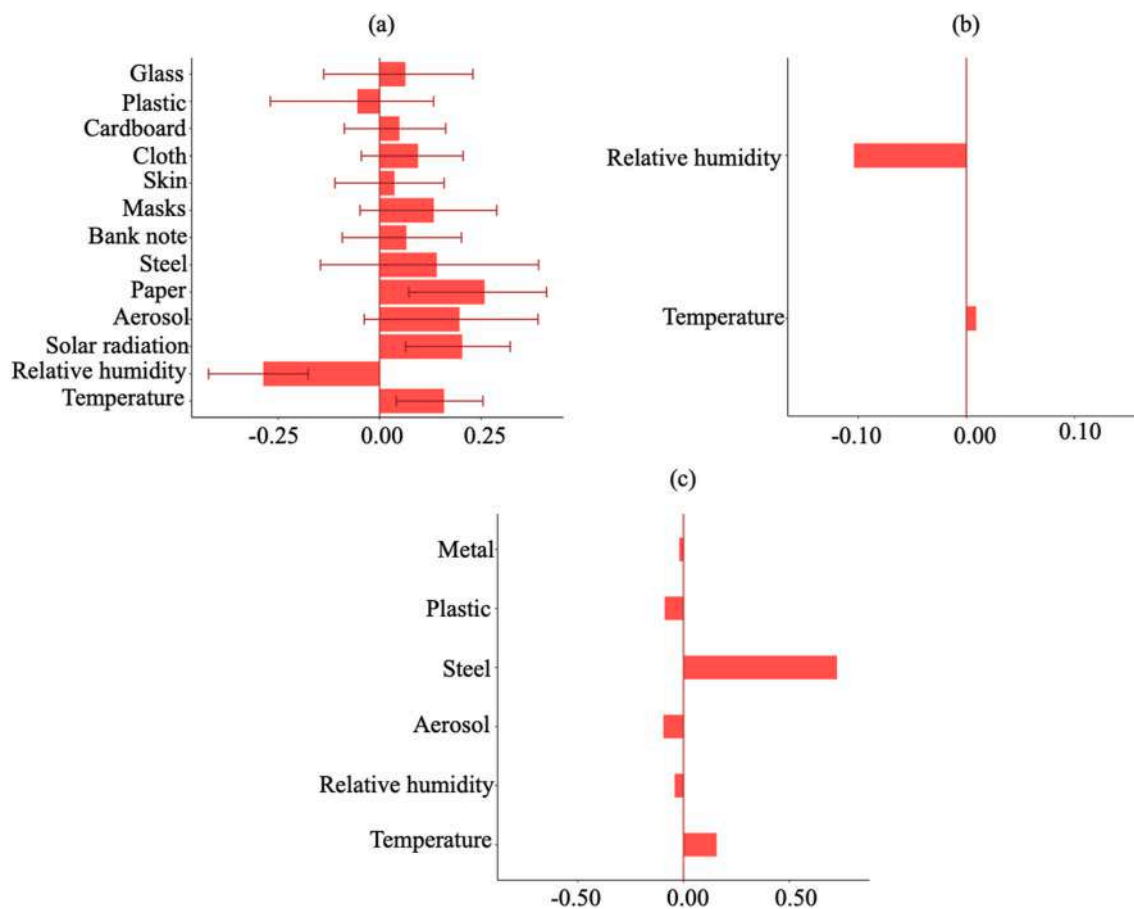 (a)
Glass
Plastic
Cardboard
Cloth
Skin
Masks
Bank note
Steel
Paper
Aerosol
Solar radiation
Relative humidity
Temperature
-0.25 0.00 0.25
(b)
Relative humidity
Temperature
-0.10 0.00 0.10
(c)
Metal
Plastic
Steel
Aerosol
Relative humidity
Temperature
-0.50 0.00 0.50